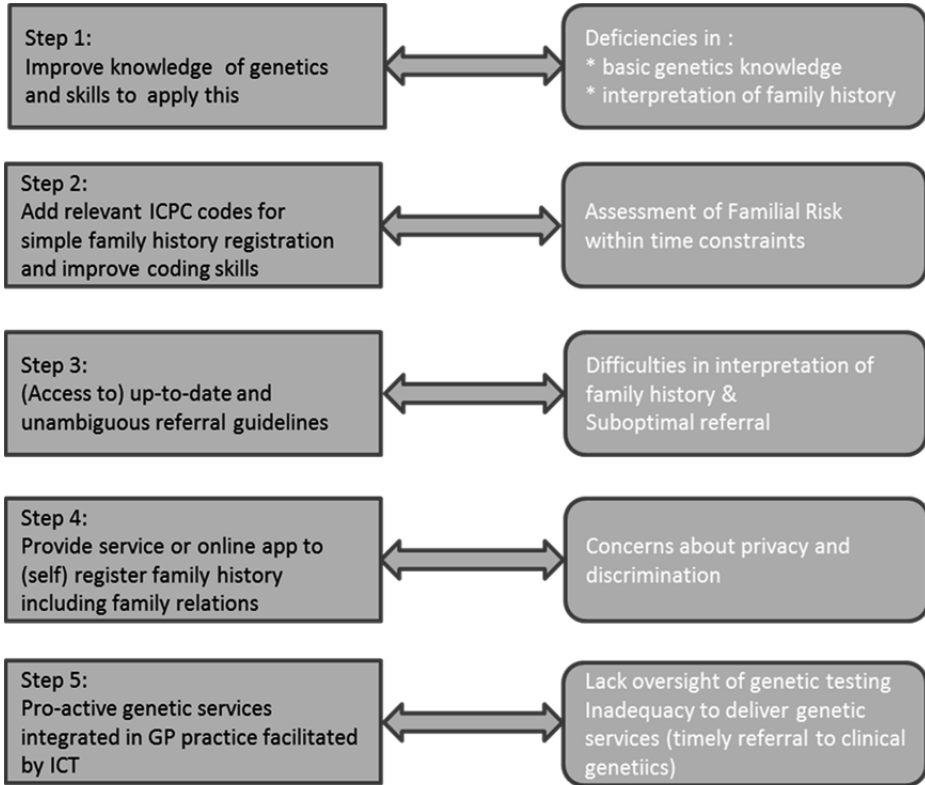 Step 1:
Improve knowledge of genetics
and skills to apply this
Deficiencies in :
* basic genetics knowledge
* interpretation of family history
Step 2:
Add relevant ICPC codes for
simple family history registration
and improve coding skills
Assessment of Familial Risk
within time constraints
Step 3:
(Access to) up-to-date and
unambiguous referral guidelines
Difficulties in interpretation of
family history &
Suboptimal referral
Step 4:
Provide service or online app to
(self) register family history
including family relations
Concerns about privacy and
discrimination
Step 5:
Pro-active genetic services
integrated in GP practice facilitated
by ICT
Lack oversight of genetic testing
Inadequacy to deliver genetic
services (timely referral to clinical
genetiics)